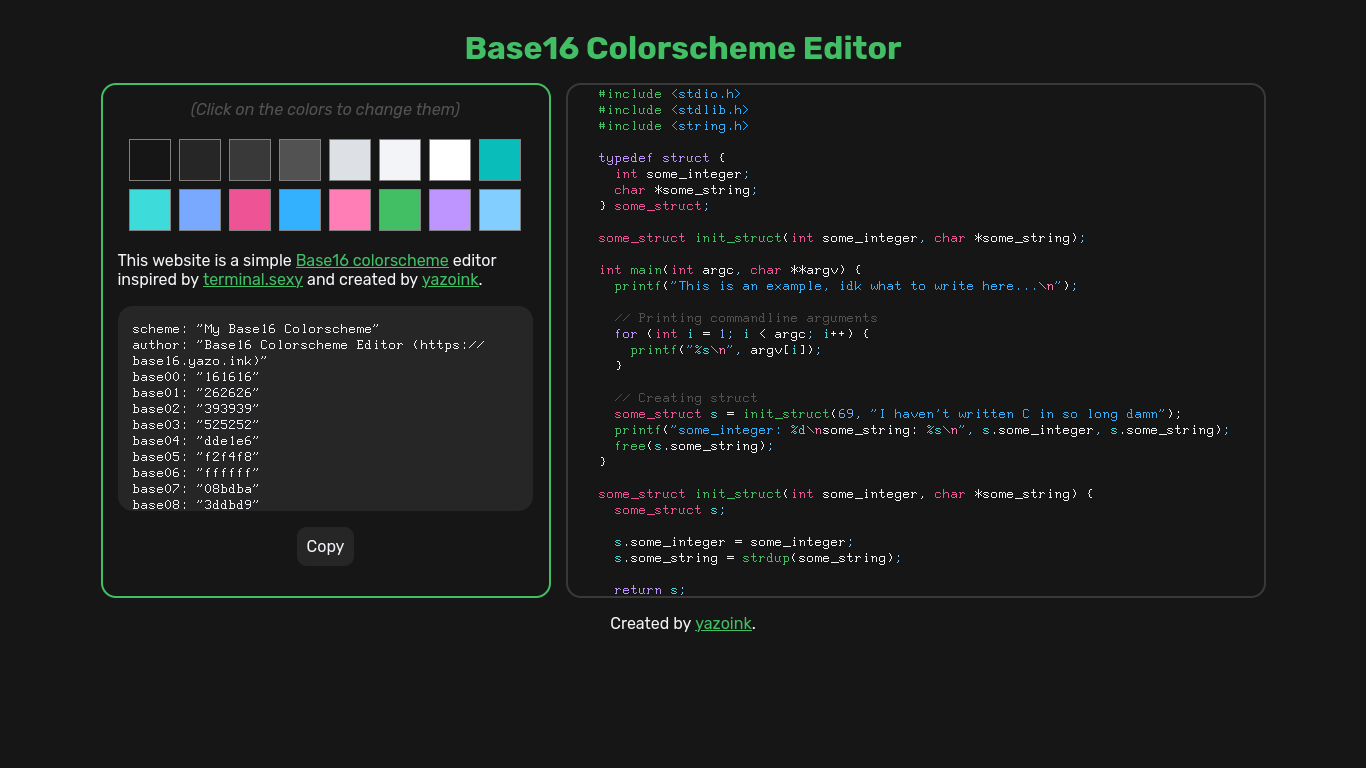 Base16 Colorscheme Editor
(Click on the colors to change them)
This website is a simple Base16 colorscheme editor
inspired by terminal.sexy and created by yazoink.
scheme: "My Base16 Colorscheme"
author: "Base16 Colorscheme Editor (https://
base16.yazo.ink)"
base00: "161616"
base01: "262626"
base02: "393939"
base03: "525252"
base04: "dde1e6"
base05: "f2f4f8"
base06: "ffffff"
base07: "08bdba"
base08: "3ddbd9"
Copy
#include <stdio.h>
#include <stdlib.h>
#include <string.h>
typedef struct {
  int some_integer;
  char *some_string;
} some_struct;
some_struct init_struct(int some_integer, char *some_string);
int main(int argc, char **argv) {
  printf("This is an example, idk what to write here...\n");
  // Printing commandline arguments
  for (int i = 1; i < argc; i++) {
    printf("%s\n", argv[i]);
  }
  // Creating struct
  some_struct s = init_struct(69, "I haven't written C in so long damn");
  printf("some_integer: %d\nsome_string: %s\n", s.some_integer, s.some_string);
  free(s.some_string);
}
some_struct init_struct(int some_integer, char *some_string) {
  some_struct s;
  s.some_integer = some_integer;
  s.some_string = strdup(some_string);
  return s;
Created by yazoink.